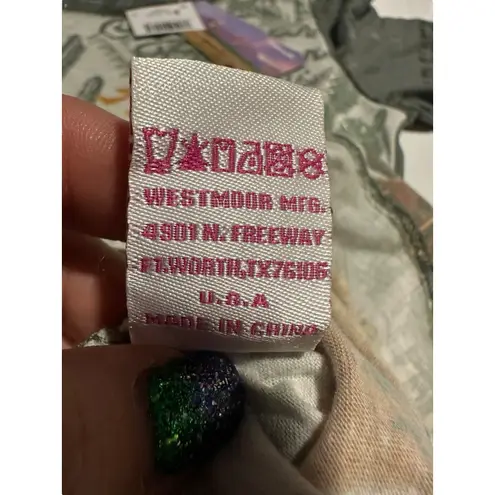 WESTMOOR MFG.
4901 N. FREEWAY
FT.WORTH,TX76106
U.S.A
MADE IN CHINA